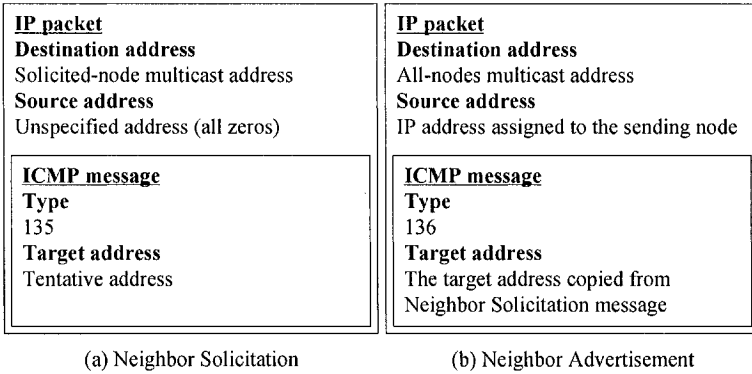 IP packet
Destination address
Solicited-node multicast address
Source address
Unspecified address (all zeros)
ICMP message
Type
135
Target address
Tentative address
(a) Neighbor Solicitation
IP packet
Destination address
All-nodes multicast address
Source address
IP address assigned to the sending node
ICMP message
Type
136
Target address
The target address copied from
Neighbor Solicitation message
(b) Neighbor Advertisement